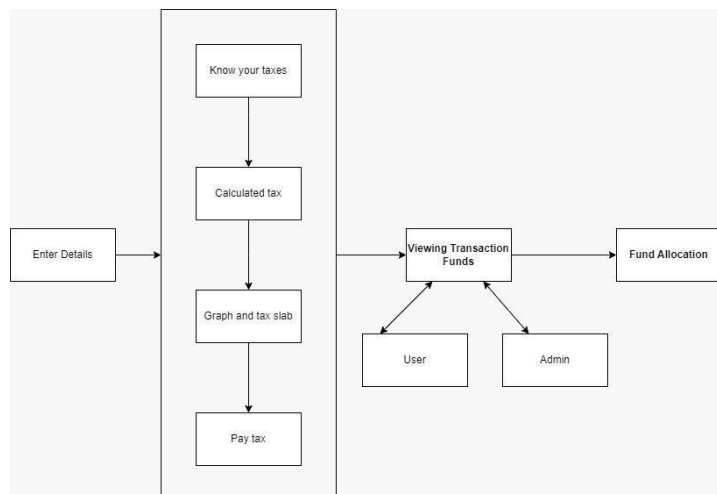 Know your taxes
Calculated tax
Enter Details
Viewing Transaction
Funds
Fund Allocation
Graph and tax slab
User
Admin
Pay tax